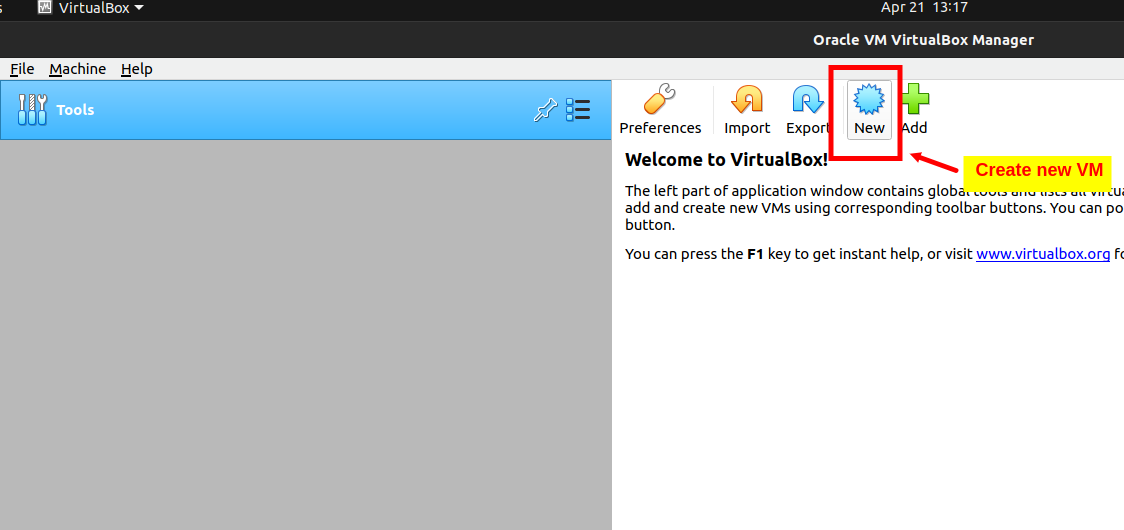 VirtualBox
Apr 21 13:17
Oracle VM VirtualBox Manager
File Machine Help
Tools
Preferences Import Export New Add
Create new VM
Welcome to VirtualBox!
The left part of application window contains global tools and lists all virtua
add and create new VMs using corresponding toolbar buttons. You can po
button.
You can press the F1 key to get instant help, or visit www.virtualbox.org fo